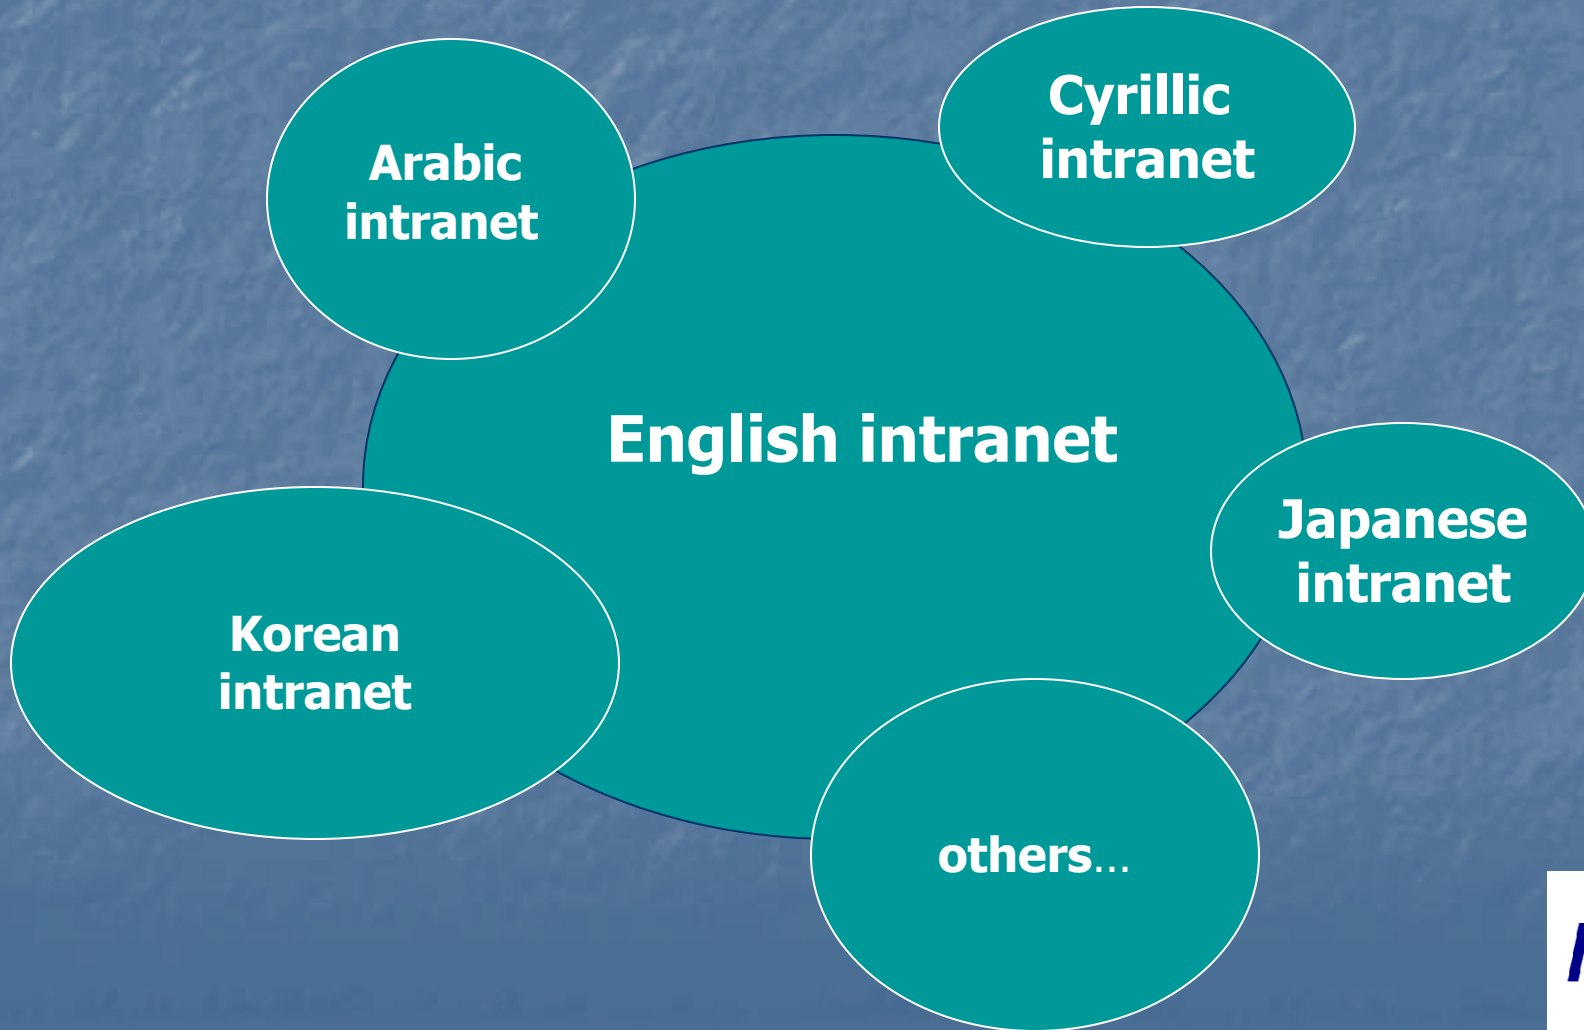 Cyrillic
intranet
Arabic
intranet
English intranet
Japanese
intranet
Korean
intranet
others...